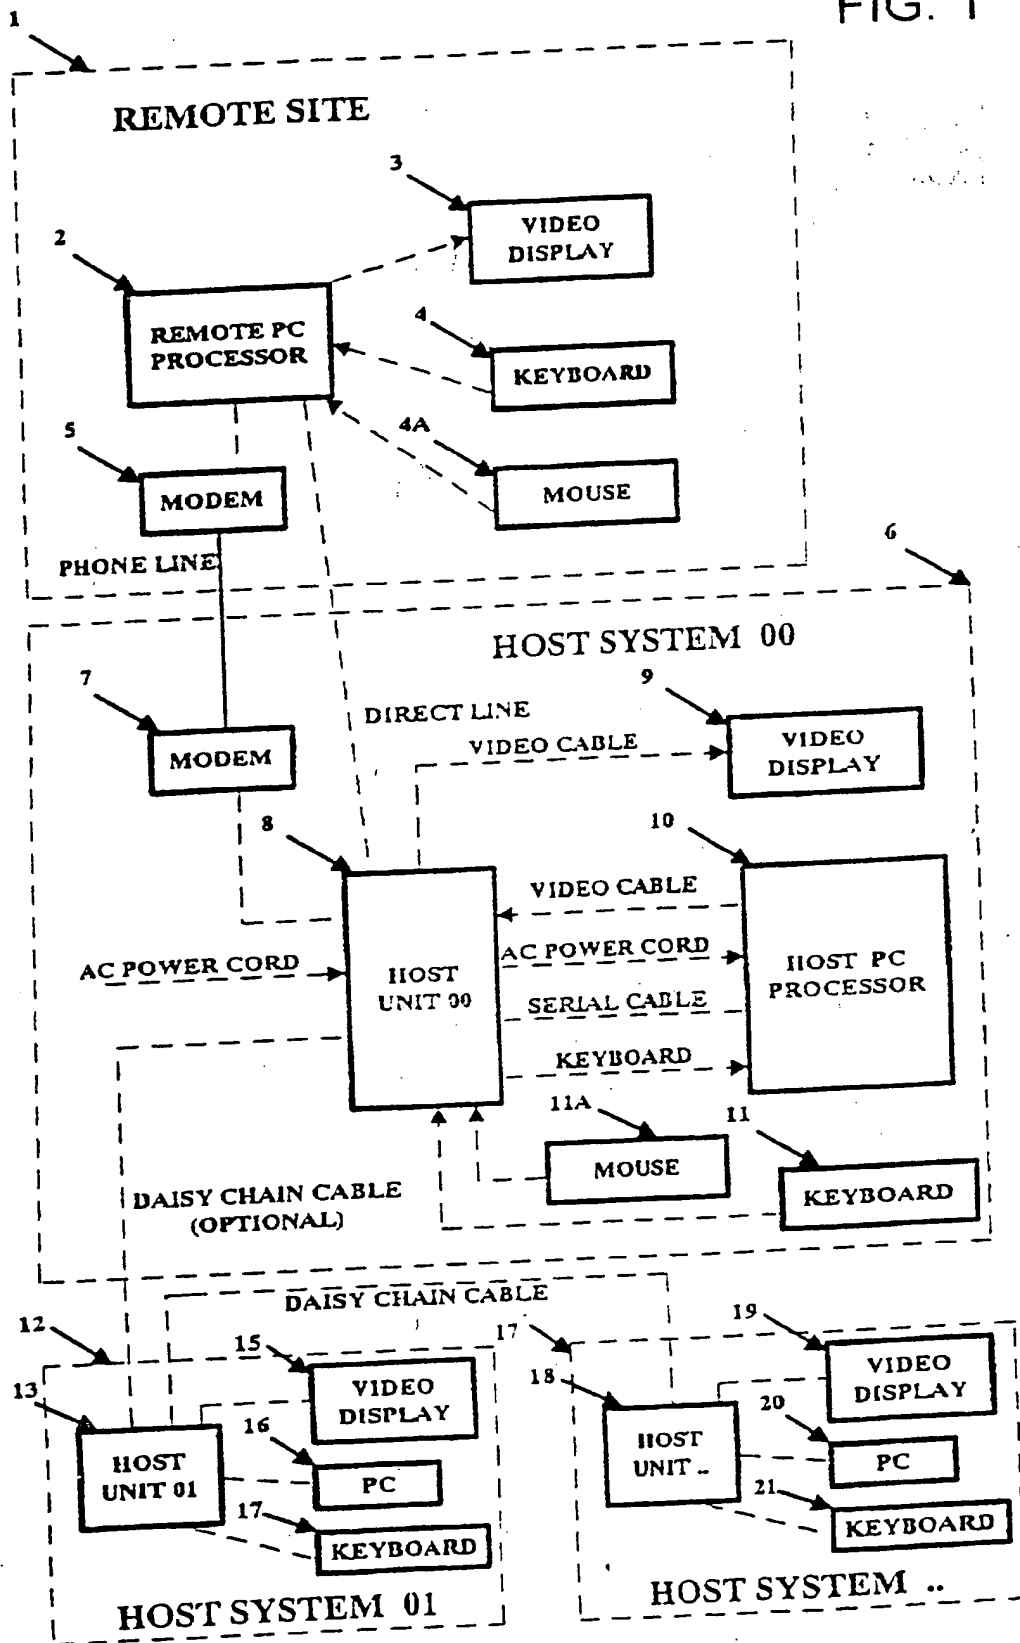 FIG. 1
1
REMOTE SITE
3
VIDEO
DISPLAY
2
REMOTE PC
PROCESSOR
4
KEYBOARD
4A
MOUSE
5
MODEM
PHONE LINE
6
HOST SYSTEM 00
7
MODEM
DIRECT LINE
9
VIDEO CABLE
VIDEO
DISPLAY
8
10
VIDEO CABLE
AC POWER CORD
HOST
UNIT 00
AC POWER CORD
HOST PC
PROCESSOR
SERIAL CABLE
KEYBOARD
11A
MOUSE
11
KEYBOARD
DAISY CHAIN CABLE
(OPTIONAL)
DAISY CHAIN CABLE
12
13
HOST
UNIT 01
15
VIDEO
DISPLAY
16
PC
17
KEYBOARD
HOST SYSTEM 01
17
18
HOST
UNIT ..
19
VIDEO
DISPLAY
20
PC
21
KEYBOARD
HOST SYSTEM ..